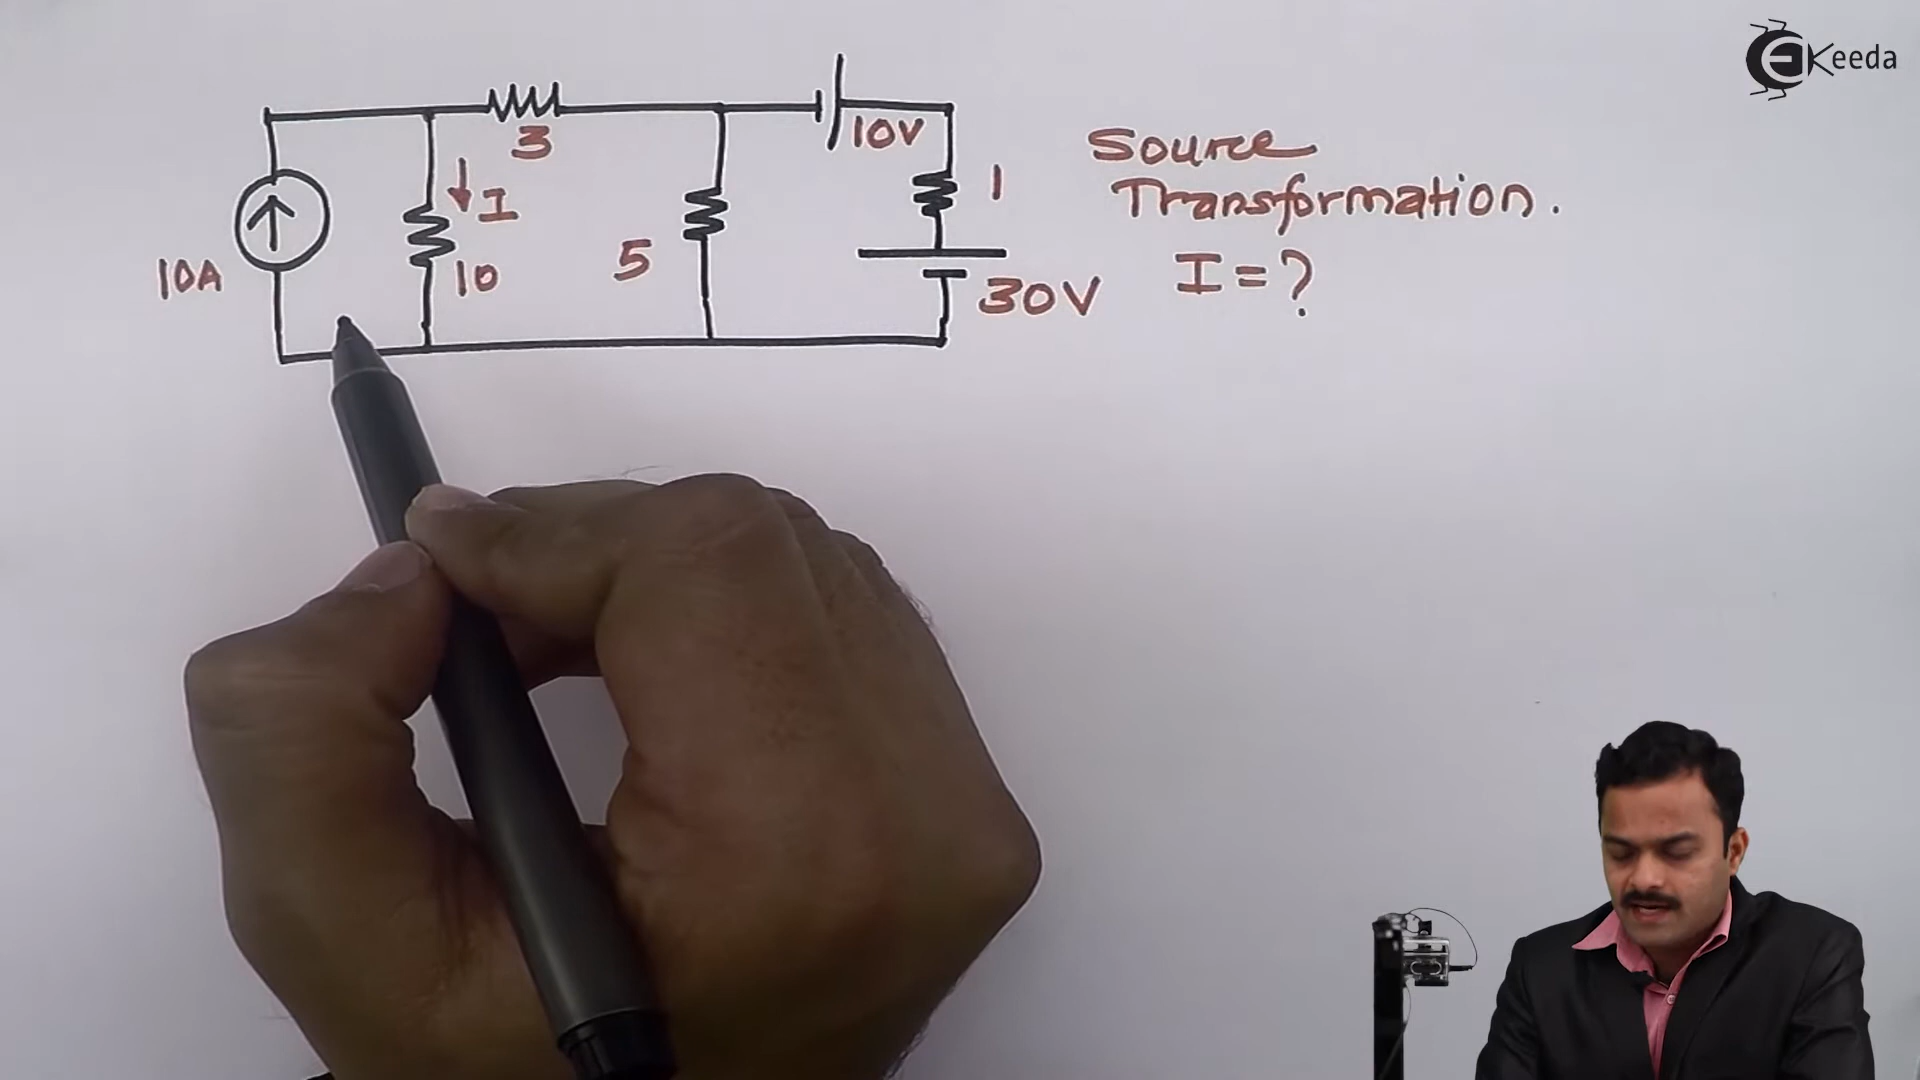 EKeeda
3
10V
Source
1
Transformation.
I
5
I = ?
10A
10
30V